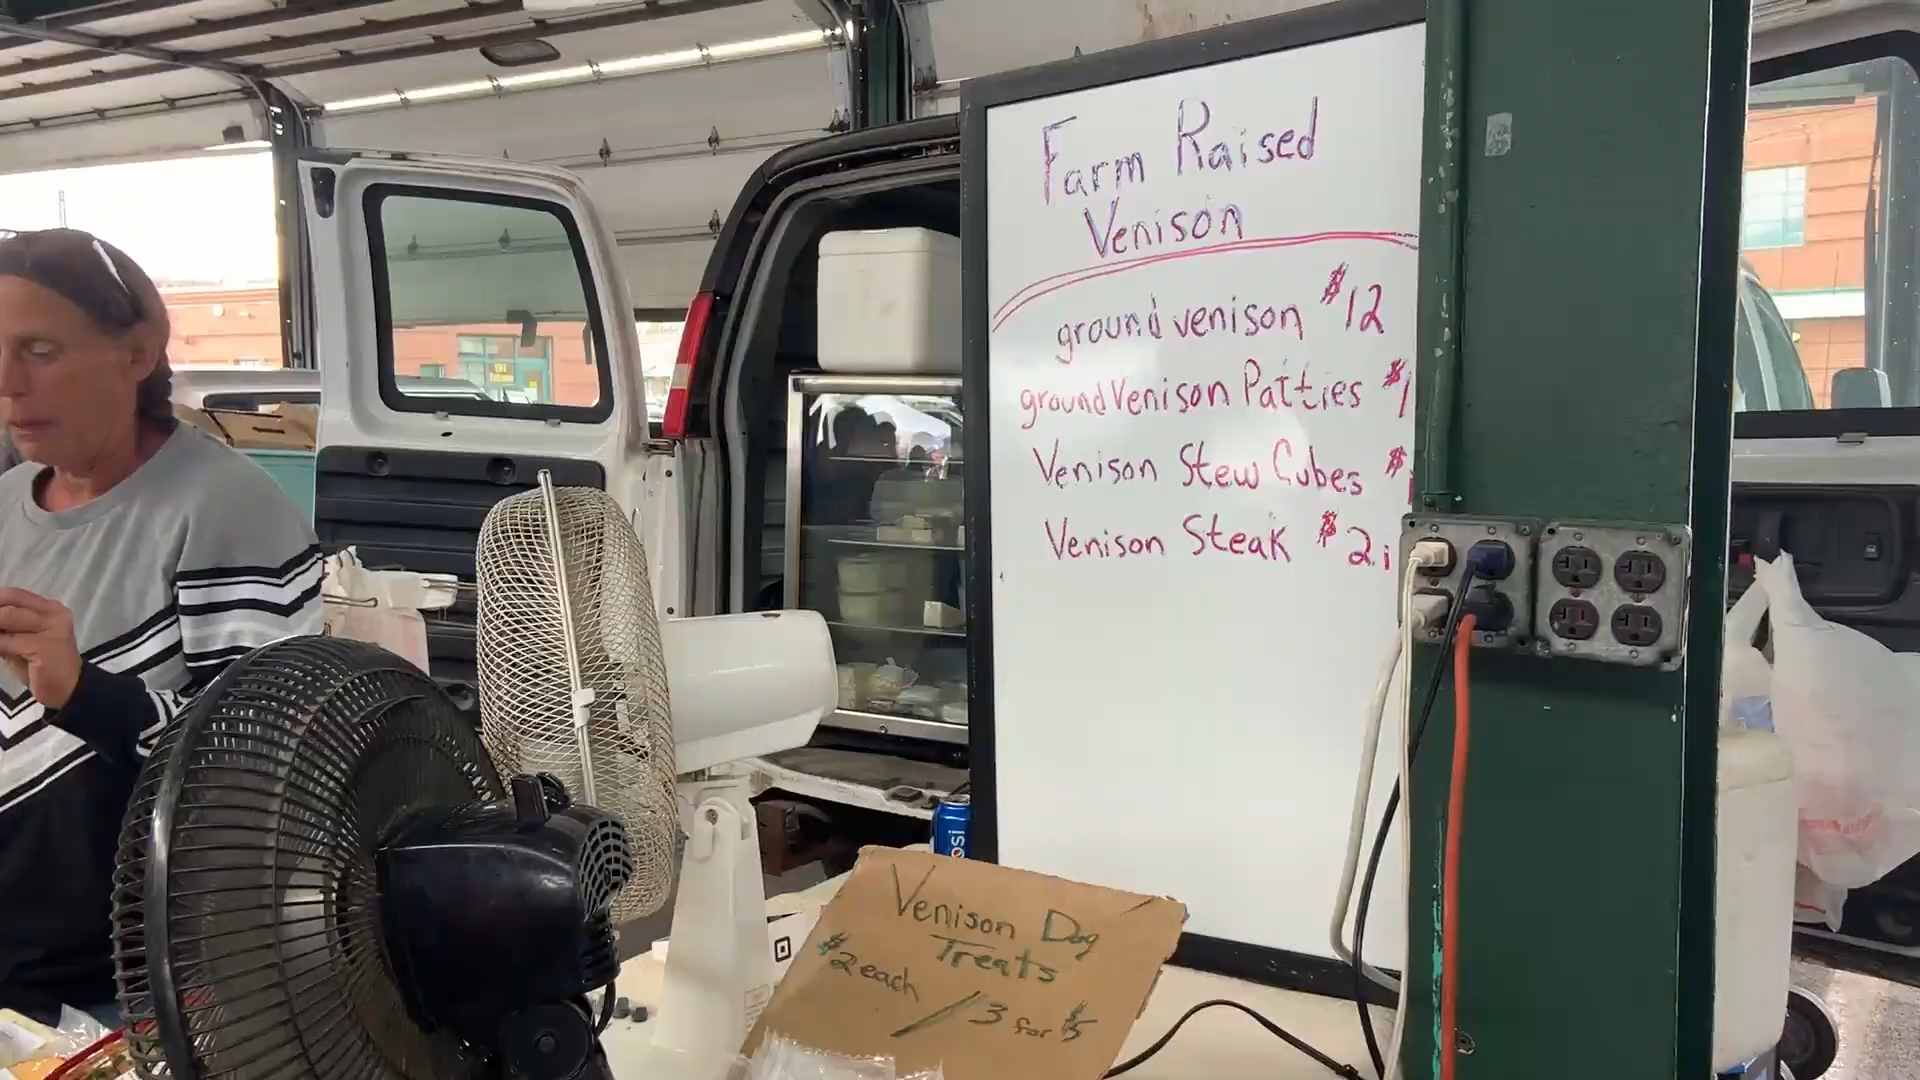 Farm Raised
Venison
ground venison $12
ground Venison Patties $1
Venison Stew Cubes $
Venison Steak $2
Venison Dog
Treats
$2 each / 3 for $5